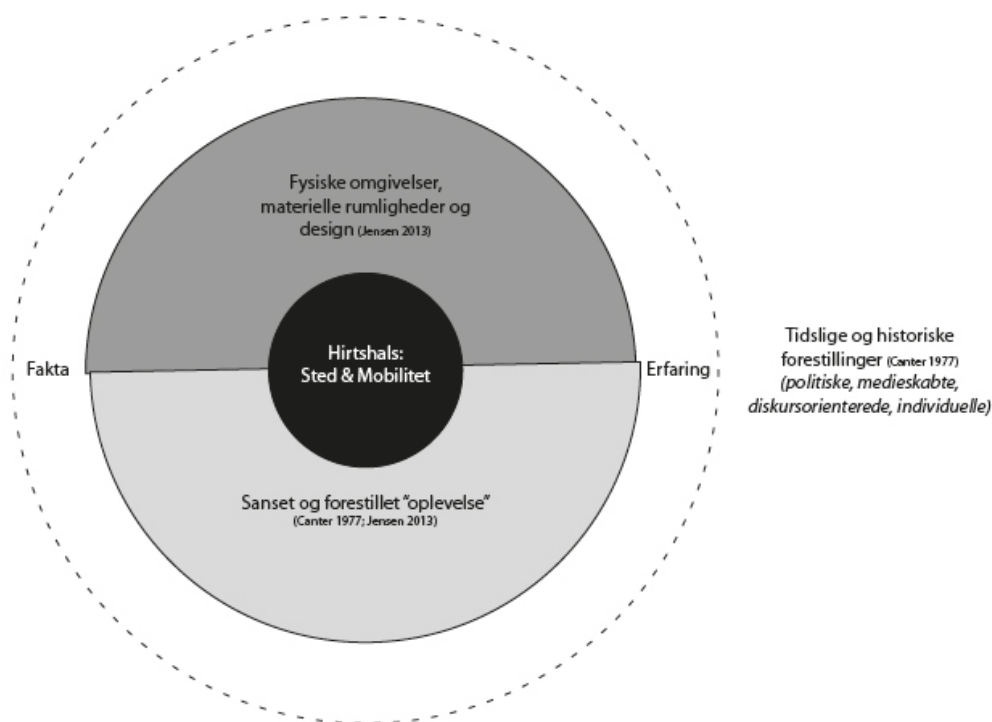 Fysiske omgivelser,
materielle rumligheder og
design (Jensen 2013)
Hirtshals:
Sted & Mobilitet
Fakta
Erfaring
Tidslige og historiske
forestillinger (Canter 1977)
(politiske, medieskabte,
diskursorienterede, individuelle)
Sanset og forestillet “oplevelse”
(Canter 1977; Jensen 2013)